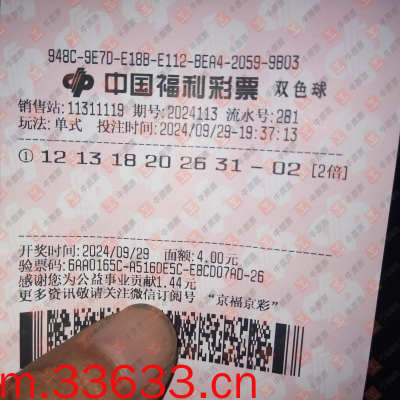 948C-9E7D-E18B-E112-BEA4-2059-9B03
中国福利彩票 双色球
销售站:11311119 期号:2024113 流水号:281
玩法:单式 投注时间:2024/09/29-19:37:13
① 12 13 18 20 26 31 - 02 [2倍]
开奖时间:2024/09/29 面额:4.00元
验票码:6AA0165C-A516DE5C-E8CD07AD-26
感谢您为公益事业贡献1.44元
更多资讯敬请关注微信订阅号 “京福京彩”
m.33633.cn